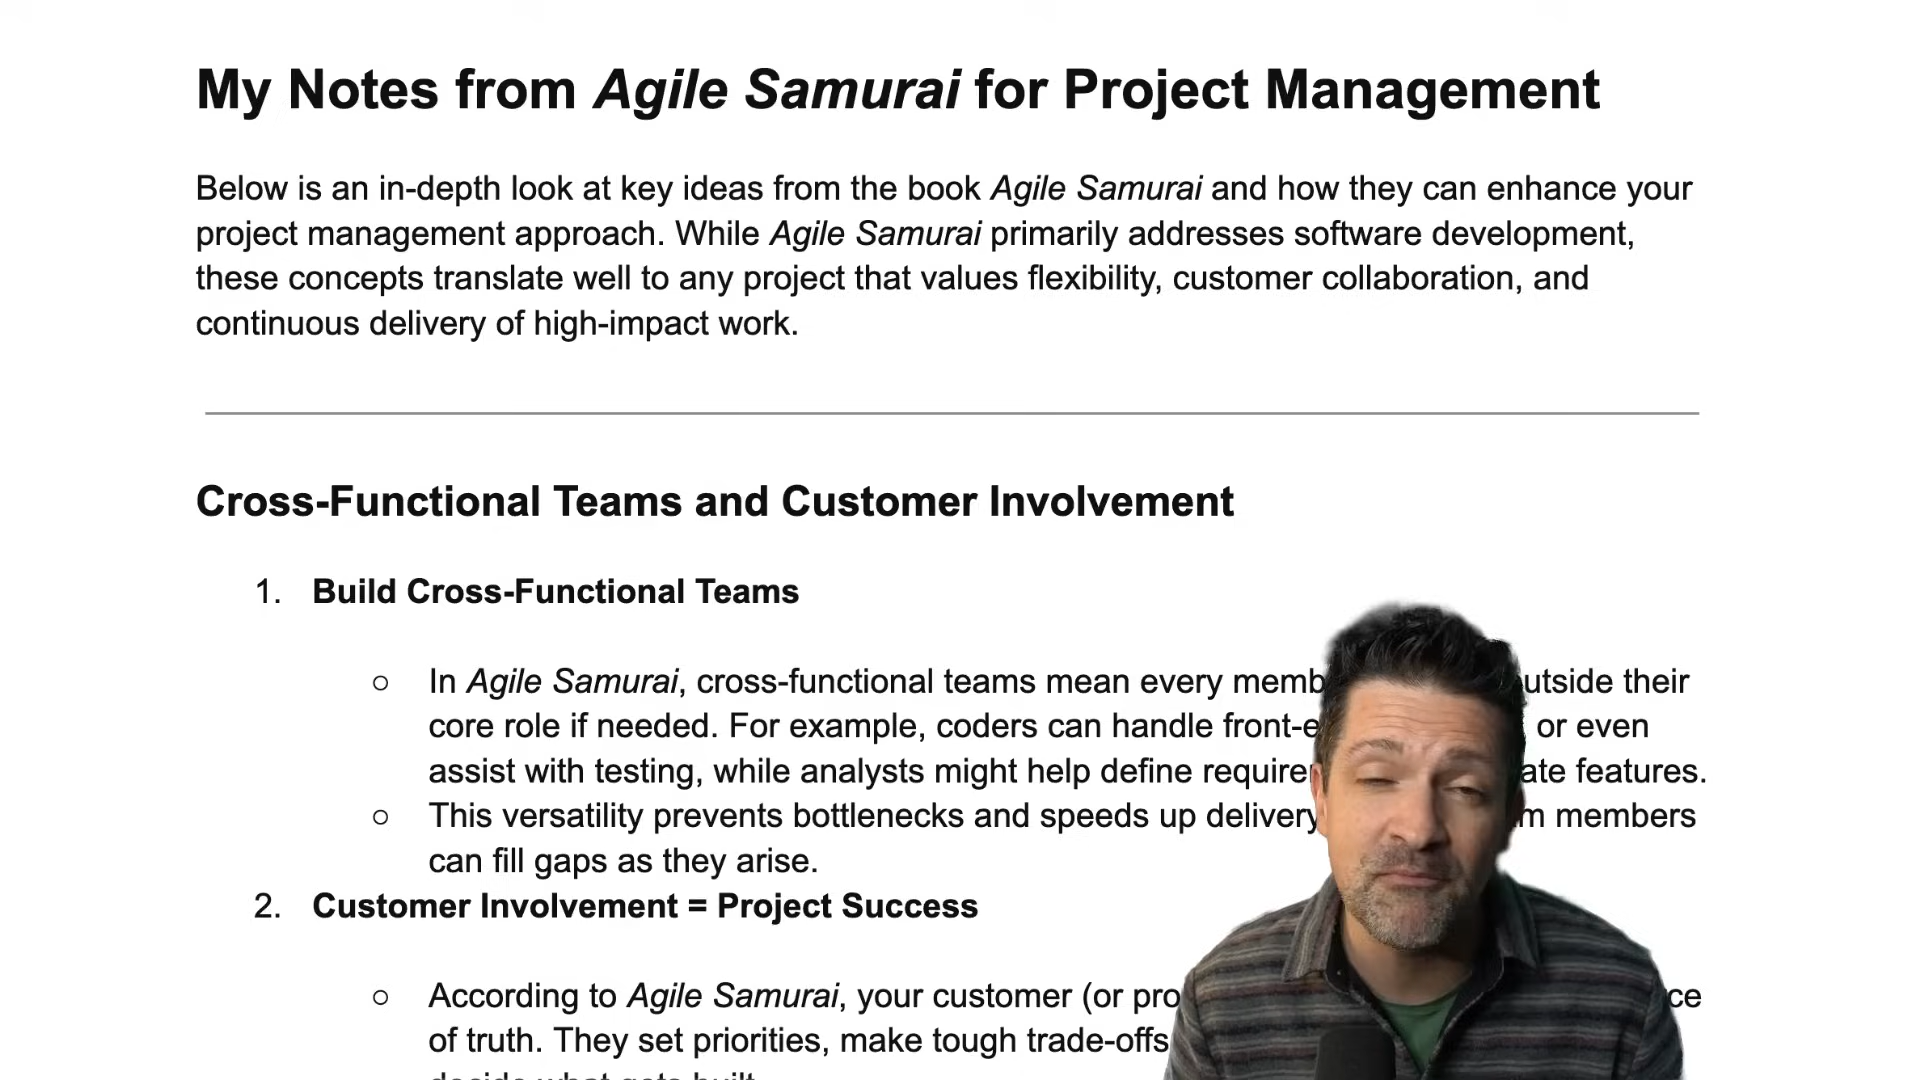 My Notes from Agile Samurai for Project Management
Below is an in-depth look at key ideas from the book Agile Samurai and how they can enhance your
project management approach. While Agile Samurai primarily addresses software development,
these concepts translate well to any project that values flexibility, customer collaboration, and
continuous delivery of high-impact work.
Cross-Functional Teams and Customer Involvement
1. Build Cross-Functional Teams
○ In Agile Samurai, cross-functional teams mean every their
core role if needed. For example, coders can handle or even
assist with testing, while analysts might help define features.
○ This versatility prevents bottlenecks and speeds up delivery members
can fill gaps as they arise.
2. Customer Involvement = Project Success
○ According to Agile Samurai, your customer (or
of truth. They set priorities, make tough trade-offs
decide what gets built